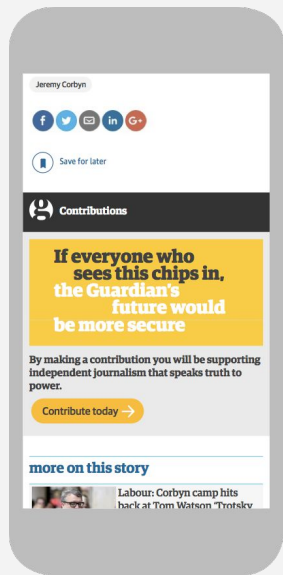 Jeremy Corbyn
f
in
G+
Save for later
Contributions
If everyone who
sees this chips in,
the Guardian's
future would
be more secure
By making a contribution you will be supporting
independent journalism that speaks truth to
power.
Contribute today →
more on this story
Labour: Corbyn camp hits
back at Tom Watson 'Trotsky